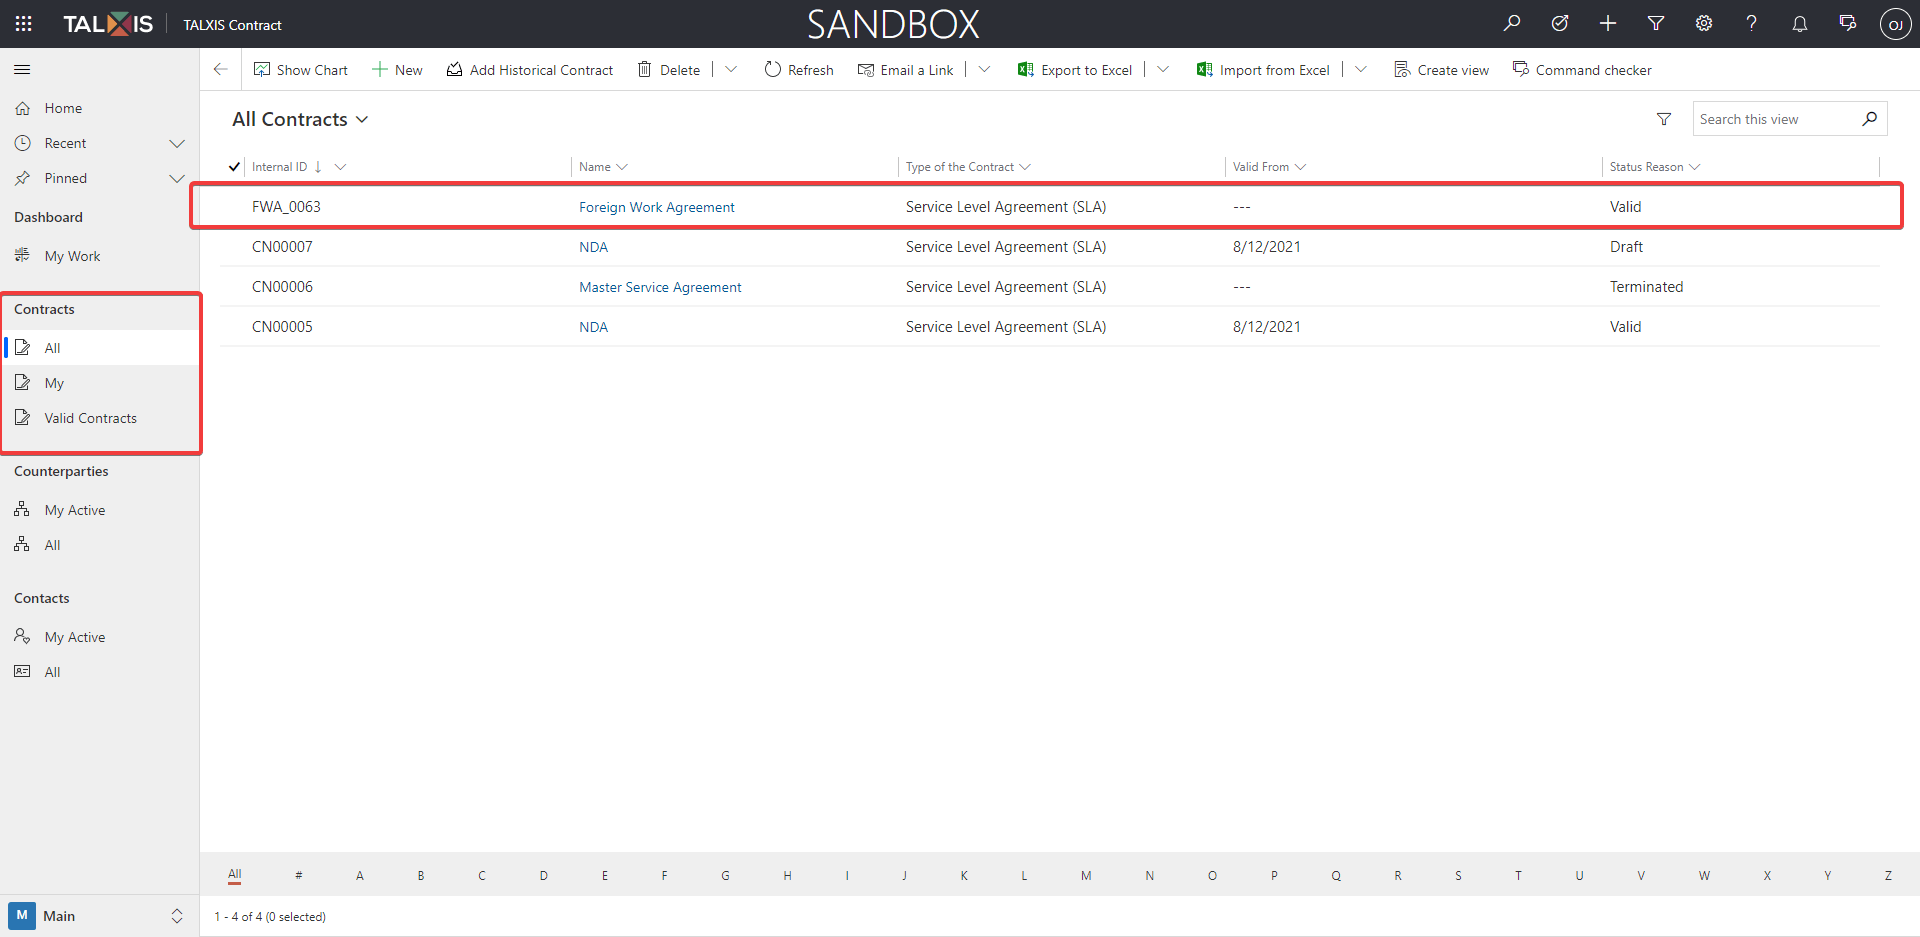 TALXIS
TALXIS Contract
SANDBOX
OJ
Show Chart
New
Add Historical Contract
Delete
Refresh
Email a Link
Export to Excel
Import from Excel
Create view
Command checker
Home
Recent
Pinned
Dashboard
My Work
Contracts
All
My
Valid Contracts
Counterparties
My Active
All
Contacts
My Active
All
M Main
All Contracts
Search this view
Internal ID Name Type of the Contract Valid From Status Reason
FWA_0063 Foreign Work Agreement Service Level Agreement (SLA) --- Valid
CN00007 NDA Service Level Agreement (SLA) 8/12/2021 Draft
CN00006 Master Service Agreement Service Level Agreement (SLA) --- Terminated
CN00005 NDA Service Level Agreement (SLA) 8/12/2021 Valid
All # A B C D E F G H I J K L M N O P Q R S T U V W X Y Z
1 - 4 of 4 (0 selected)